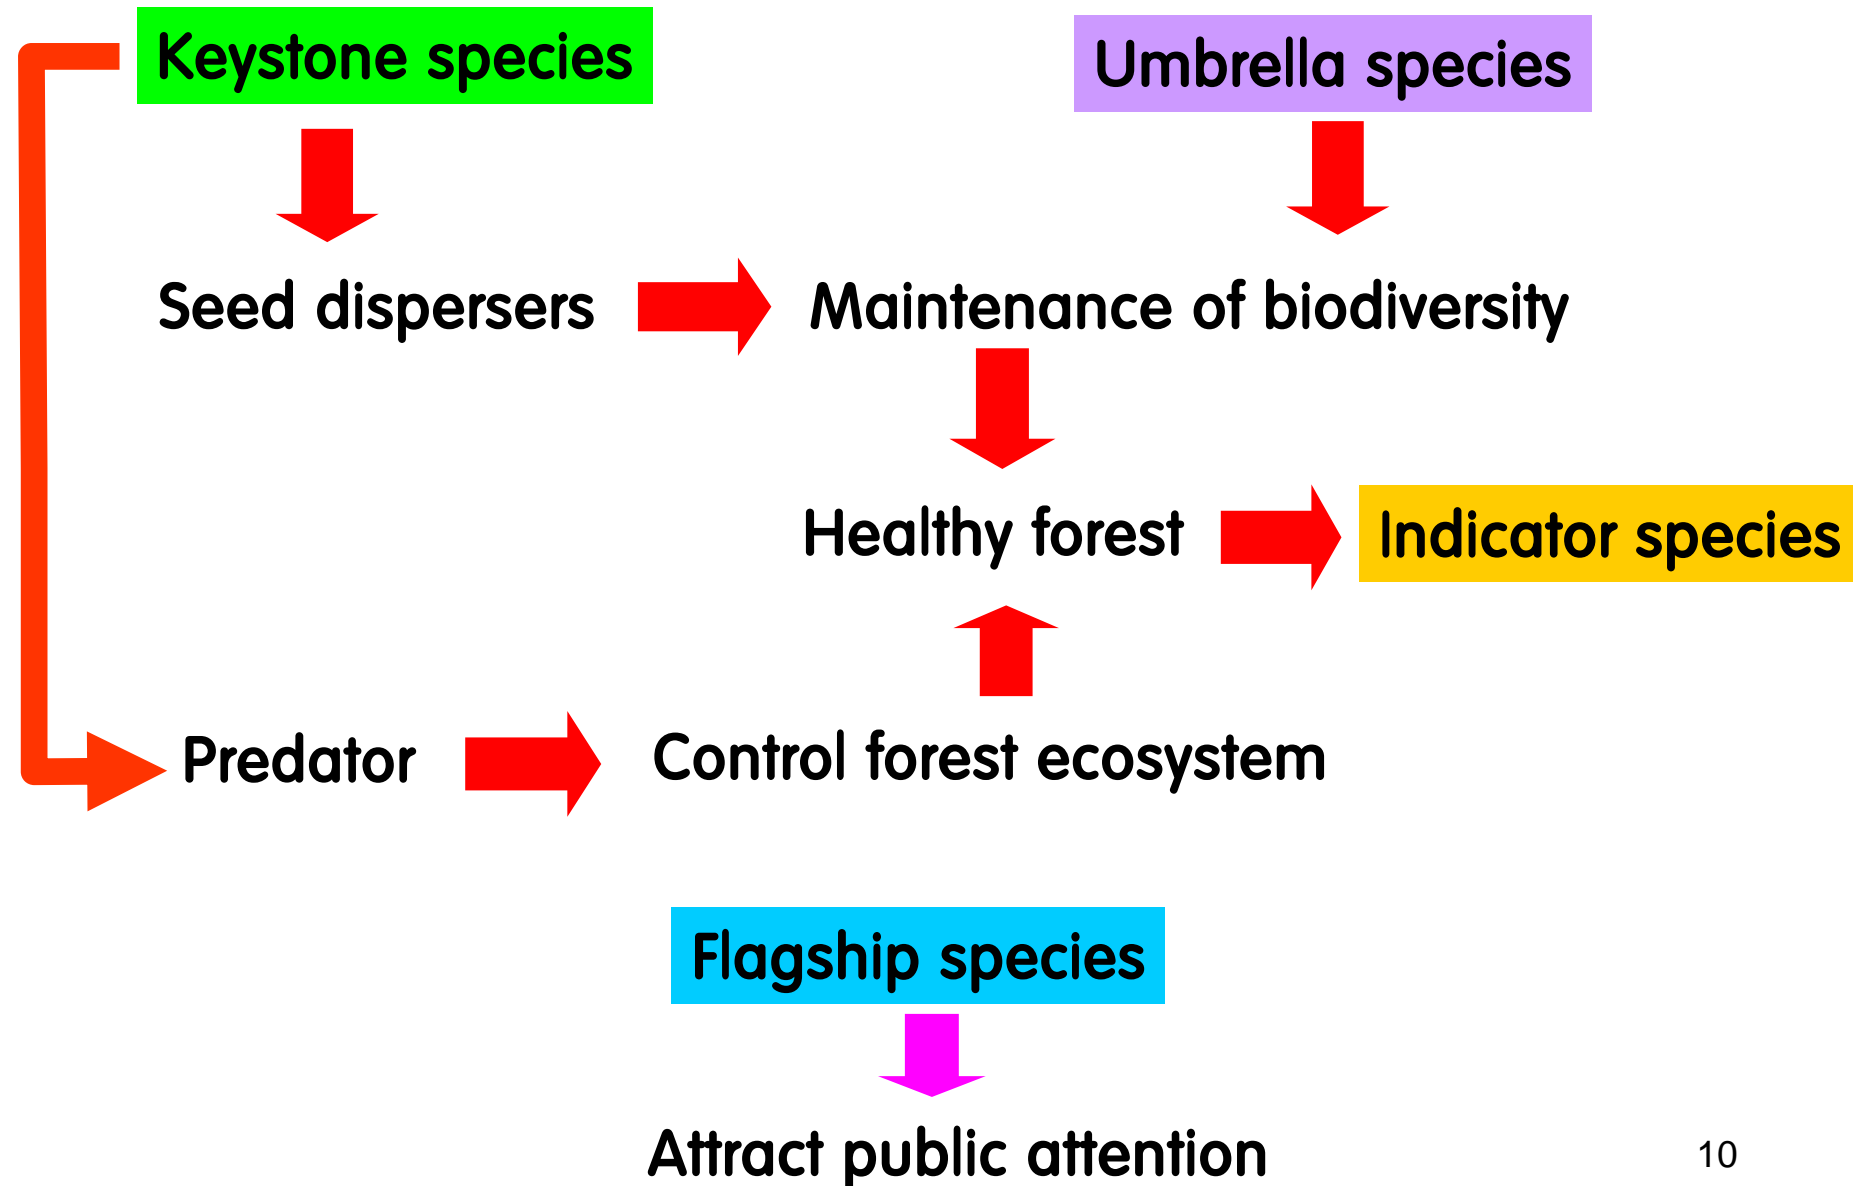 Keystone species
Umbrella species
Seed dispersers
Maintenance of biodiversity
Healthy forest
Indicator species
Predator
Control forest ecosystem
Flagship species
Attract public attention
10